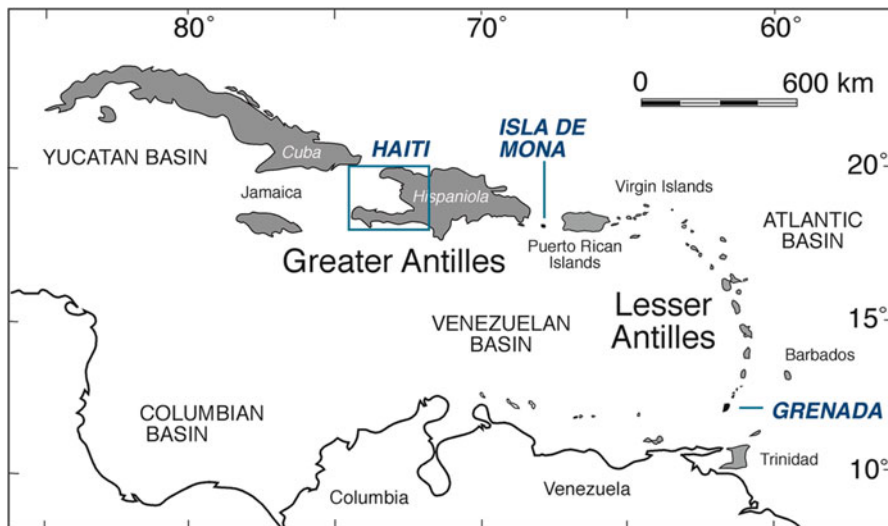 80°
70°
60°
0
600 km
ISLA DE
MONA
HAITI
Cuba
YUCATAN BASIN
20°
Virgin Islands
Jamaica
Hispaniola
ATLANTIC
BASIN
Puerto Rican
Islands
Greater Antilles
Lesser
Antilles
VENEZUELAN
BASIN
15°
Barbados
COLUMBIAN
BASIN
GRENADA
Trinidad
10°
Columbia
Venezuela